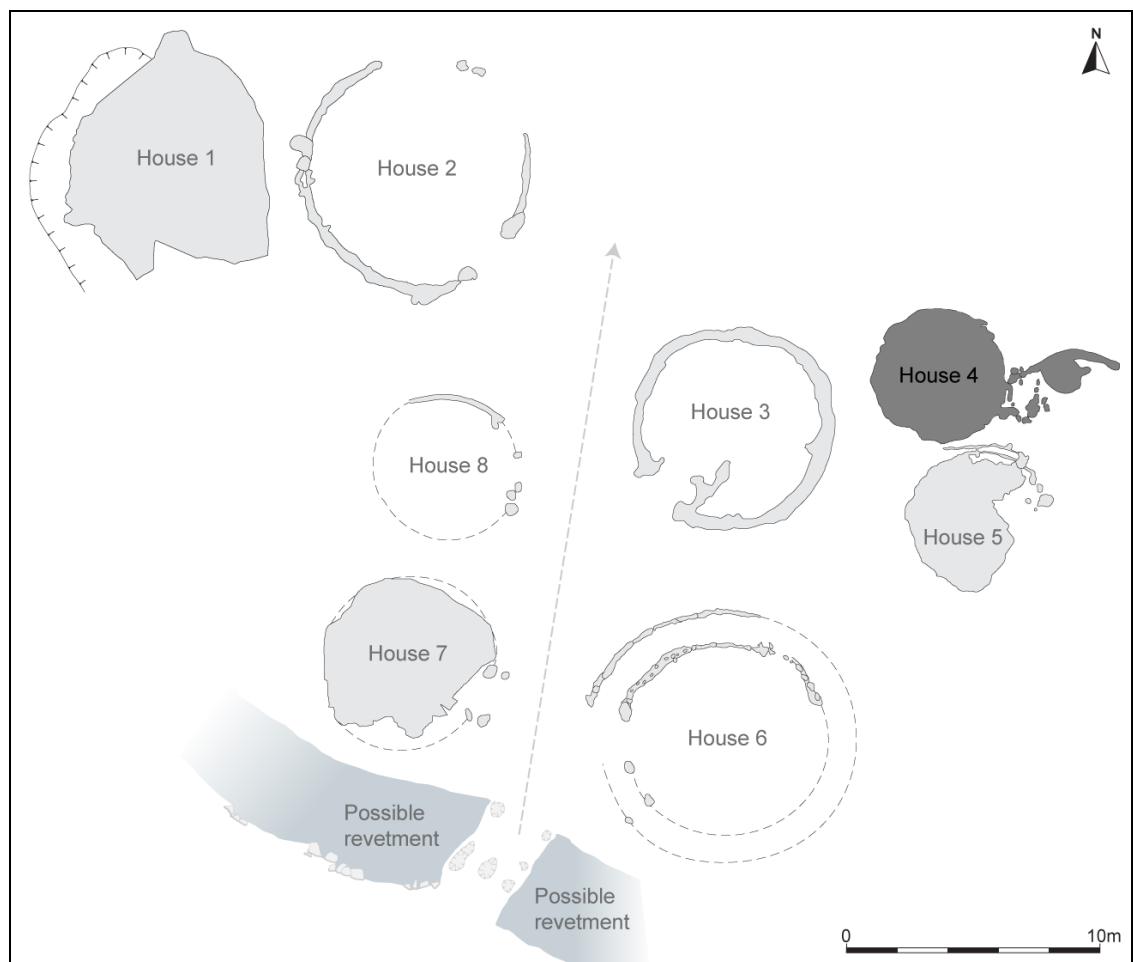 N
House 1
House 2
House 4
House 3
House 8
House 5
House 7
House 6
Possible
revetment
Possible
revetment
0
10m